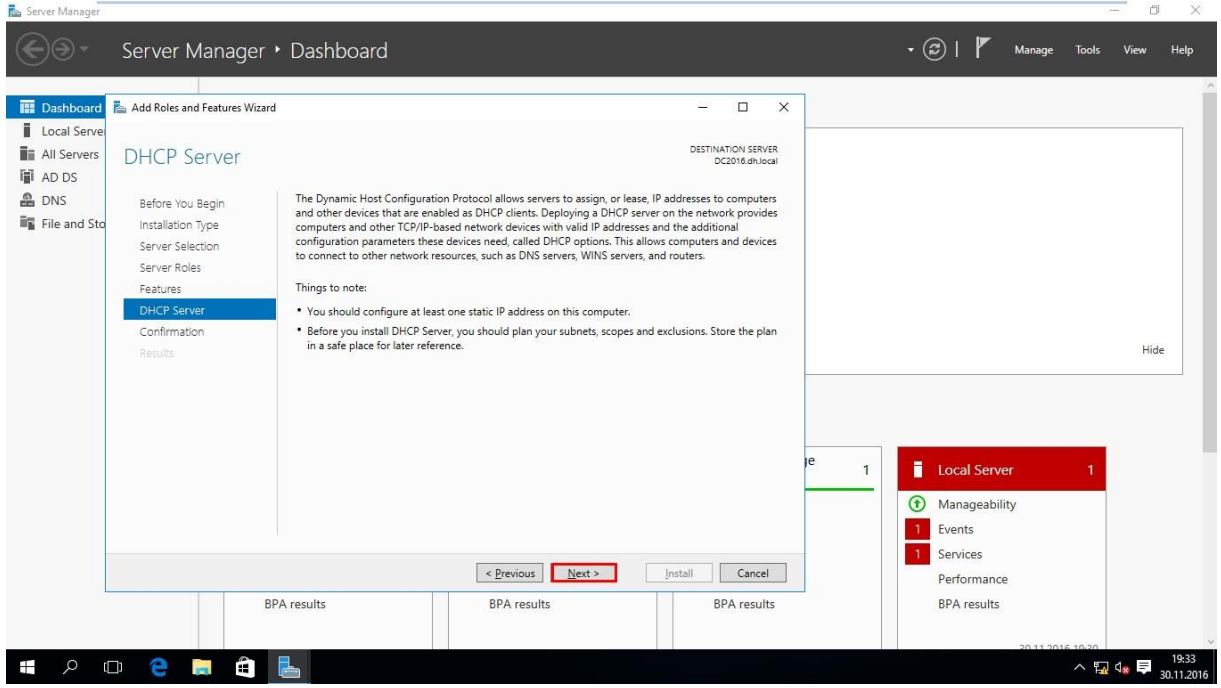 Server Manager
Server Manager • Dashboard
Manage Tools View Help
Dashboard
Local Serve
All Servers
AD DS
DNS
File and Sto
Add Roles and Features Wizard
DHCP Server
DESTINATION SERVER
DC2016.dh.local
Before You Begin
Installation Type
Server Selection
Server Roles
Features
DHCP Server
Confirmation
Results
The Dynamic Host Configuration Protocol allows servers to assign, or lease, IP addresses to computers
and other devices that are enabled as DHCP clients. Deploying a DHCP server on the network provides
computers and other TCP/IP-based network devices with valid IP addresses and the additional
configuration parameters these devices need, called DHCP options. This allows computers and devices
to connect to other network resources, such as DNS servers, WINS servers, and routers.
Things to note:
• You should configure at least one static IP address on this computer.
• Before you install DHCP Server, you should plan your subnets, scopes and exclusions. Store the plan
in a safe place for later reference.
< Previous Next > Install Cancel
Hide
ge 1
Local Server 1
Manageability
1 Events
1 Services
Performance
BPA results
BPA results
BPA results
BPA results
30.11.2016 19:30
19:33
30.11.2016